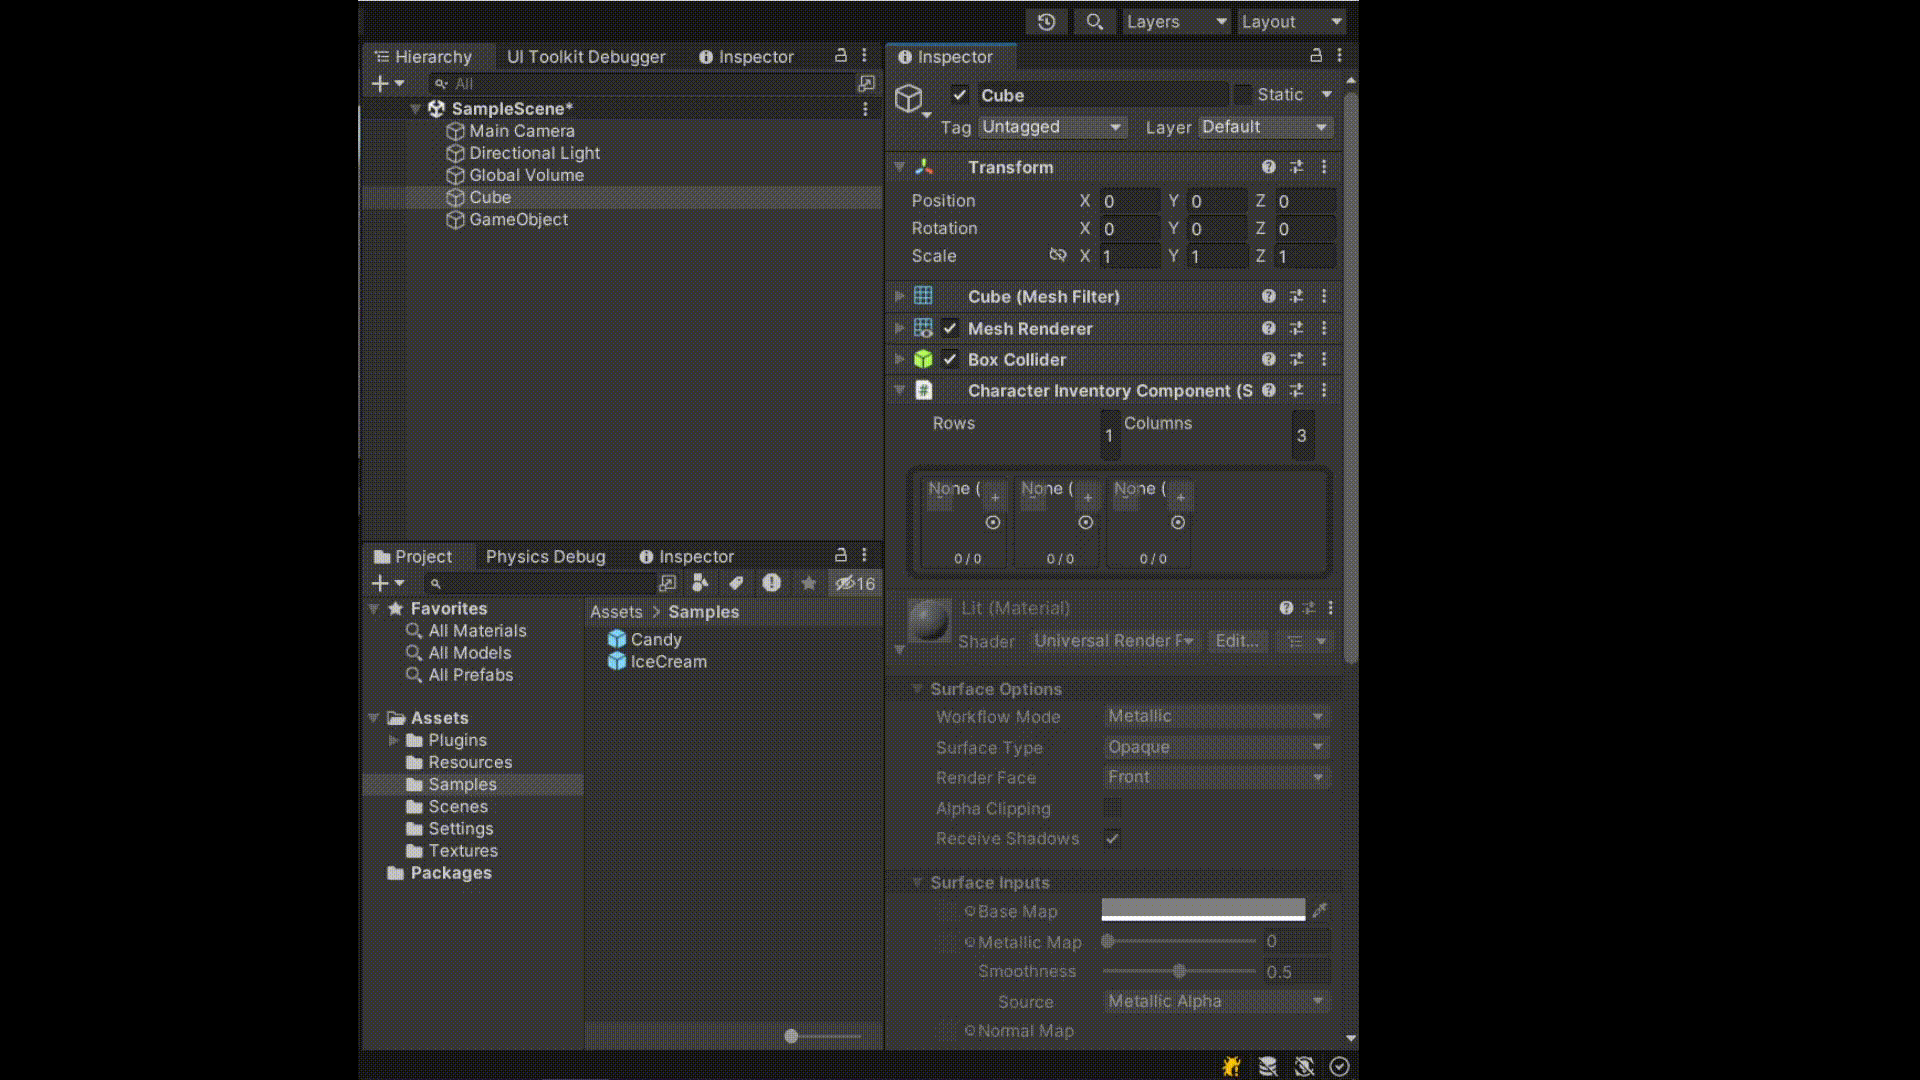 Layers
Layout
Hierarchy
UI Toolkit Debugger
Inspector
All
SampleScene*
Main Camera
Directional Light
Global Volume
Cube
GameObject
Project
Physics Debug
Inspector
16
Favorites
All Materials
All Models
All Prefabs
Assets
Plugins
Resources
Samples
Scenes
Settings
Textures
Packages
Assets > Samples
Candy
IceCream
Inspector
Cube
Static
Tag Untagged Layer Default
Transform
Position X 0 Y 0 Z 0
Rotation X 0 Y 0 Z 0
Scale X 1 Y 1 Z 1
Cube (Mesh Filter)
Mesh Renderer
Box Collider
# Character Inventory Component (S
Rows 1 Columns 3
None ( None ( None (
- + - + - +
0 / 0 0 / 0 0 / 0
Lit (Material)
Shader Universal Render P Edit...
Surface Options
Workflow Mode Metallic
Surface Type Opaque
Render Face Front
Alpha Clipping
Receive Shadows
Surface Inputs
Base Map
Metallic Map 0
Smoothness 0.5
Source Metallic Alpha
Normal Map